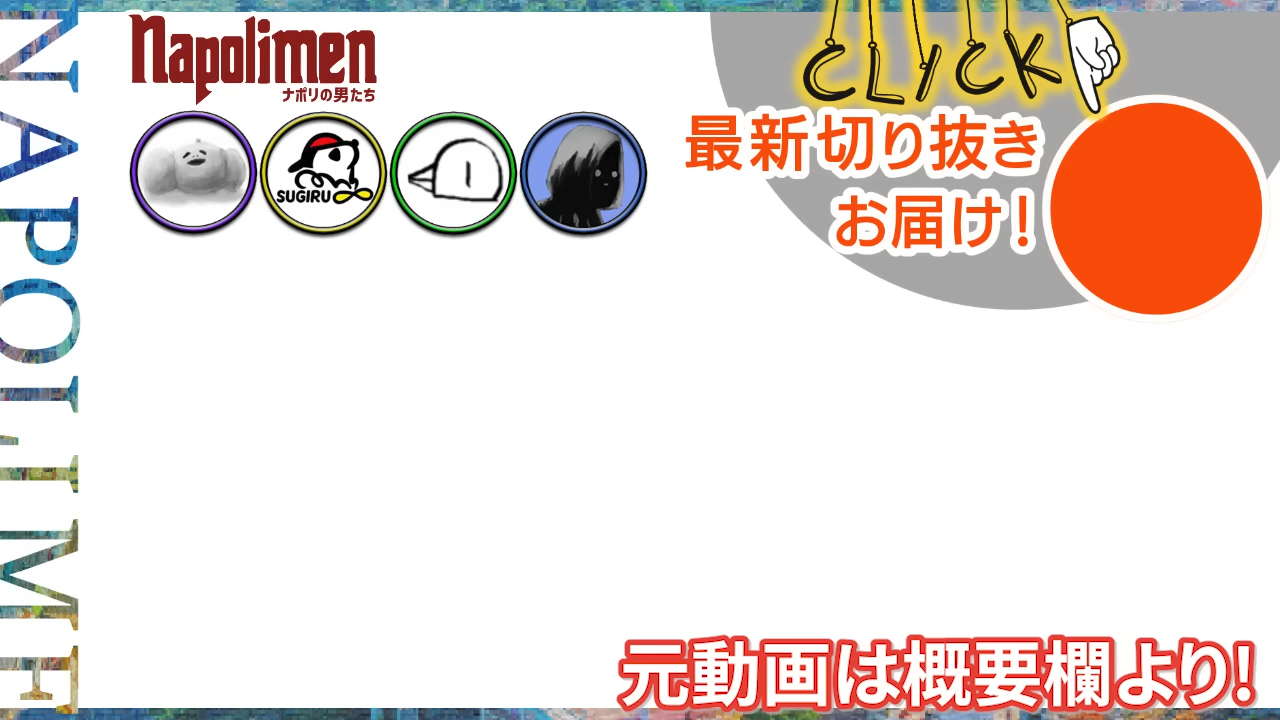 NAPOLIME
Napolimen
ナポリの男たち
CLICK
SUGIRU
最新切り抜き
お届け！
元動画は概要欄より！